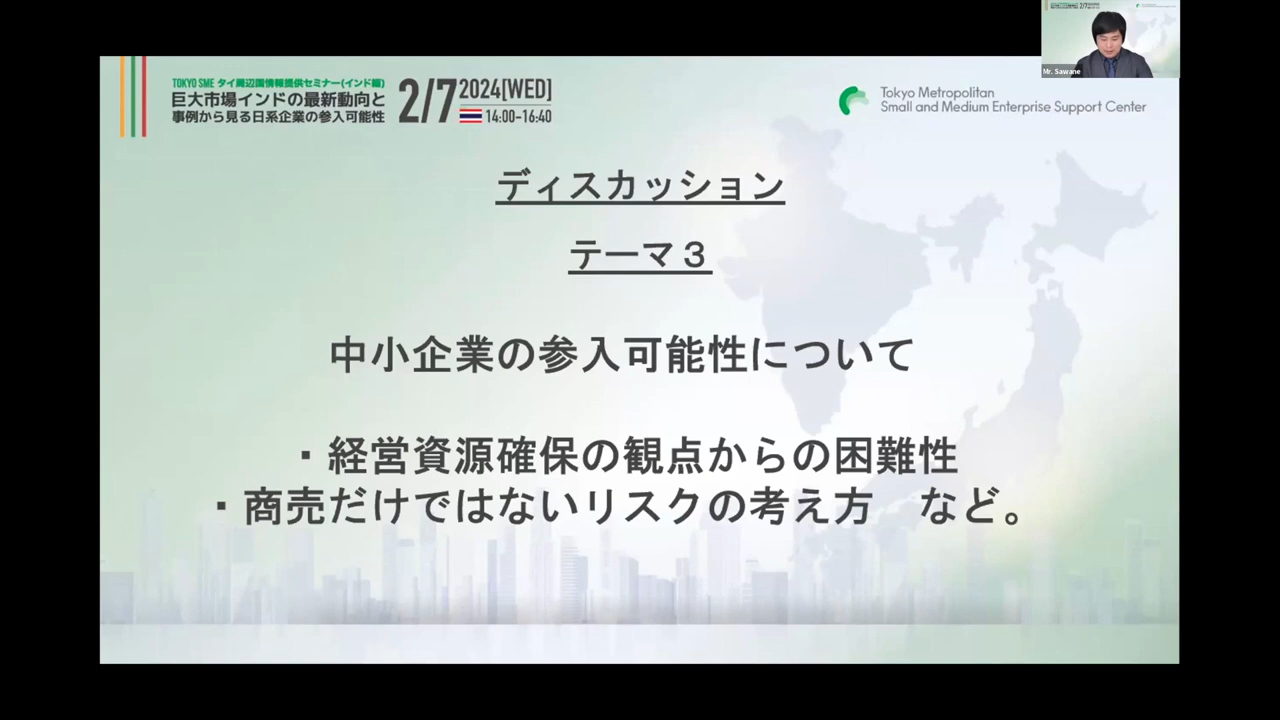 TOKYO SME タイ周辺国情報提供セミナー(インド編)
巨大市場インドの最新動向と
事例から見る日系企業の参入可能性
2/7 2024[WED]
14:00-16:40
Tokyo Metropolitan
Small and Medium Enterprise Support Center
Mr. Sawane
ディスカッション
テーマ３
中小企業の参入可能性について
・経営資源確保の観点からの困難性
・商売だけではないリスクの考え方　など。